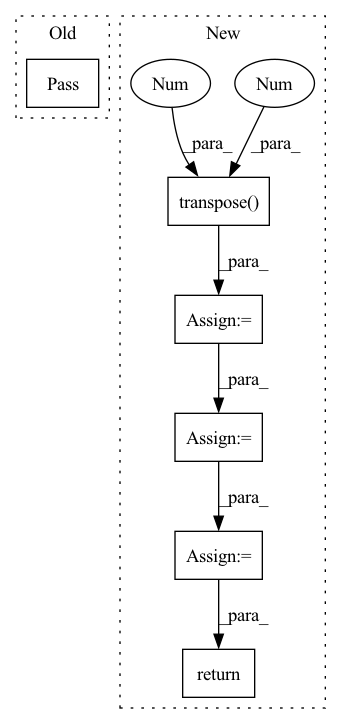 Old
New
Pass
Num
Num
_para_
_para_
transpose()
_para_
Assign:=
_para_
Assign:=
_para_
Assign:=
_para_
return